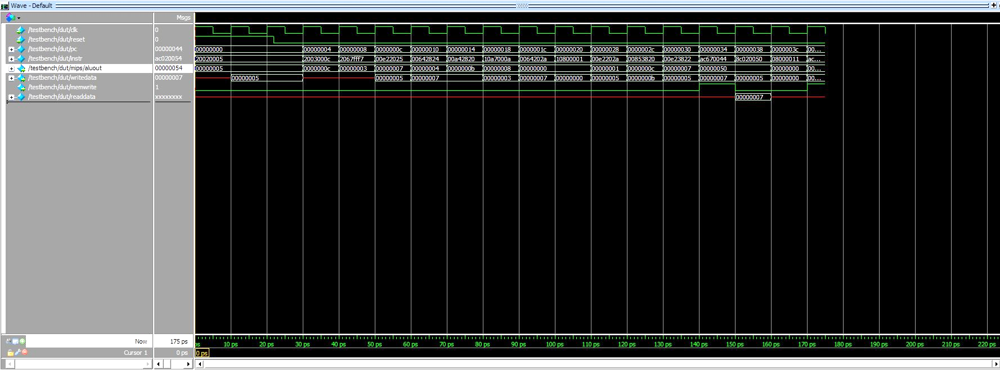 Wave - Default
Msgs
/testbench/dut/clk 0
/testbench/dut/reset 0
/testbench/dut/pc 00000044 00000000 00000004 00000008 0000000c 00000010 00000014 00000018 0000001c 00000020 00000028 0000002c 00000030 00000034 00000038 0000003c 00...
/testbench/dut/instr ac020054 20020005 2003000c 2067fff7 00e22025 00642824 00a42820 10a7000a 0064202a 10800001 00e2202a 00853820 00e23822 ac670044 8c020050 08000011 ac...
/testbench/dut/mips/aluout 00000054 00000005 0000000c 00000003 00000007 00000004 0000000b 00000008 00000000 00000001 0000000c 00000007 00000050 00000000 00...
/testbench/dut/writedata 00000007 00000005 00000005 00000007 00000003 00000007 00000000 00000005 0000000b 00000005 00000007 00000005 00000000 00...
/testbench/dut/memwrite 1
/testbench/dut/readdata xxxxxxxx 00000007
Now 175 ps ps 10 ps 20 ps 30 ps 40 ps 50 ps 60 ps 70 ps 80 ps 90 ps 100 ps 110 ps 120 ps 130 ps 140 ps 150 ps 160 ps 170 ps 180 ps 190 ps 200 ps 210 ps 220 ps
Cursor 1 0 ps 0 ps